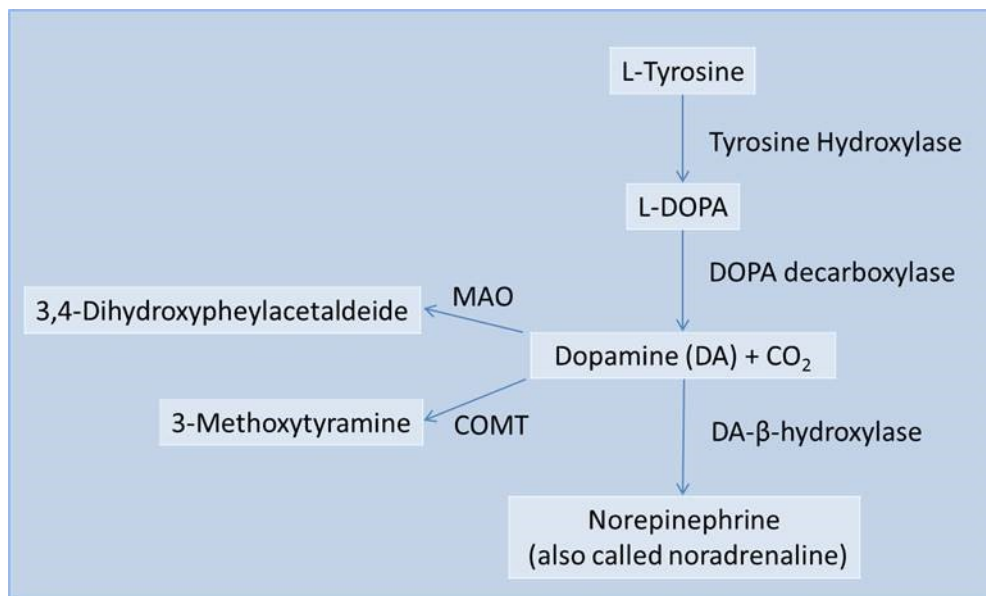 L-Tyrosine
Tyrosine Hydroxylase
L-DOPA
DOPA decarboxylase
MAO
3,4-Dihydroxypheylacetaldeide
Dopamine (DA) + CO₂
3-Methoxytyramine
COMT
DA-β-hydroxylase
Norepinephrine
(also called noradrenaline)